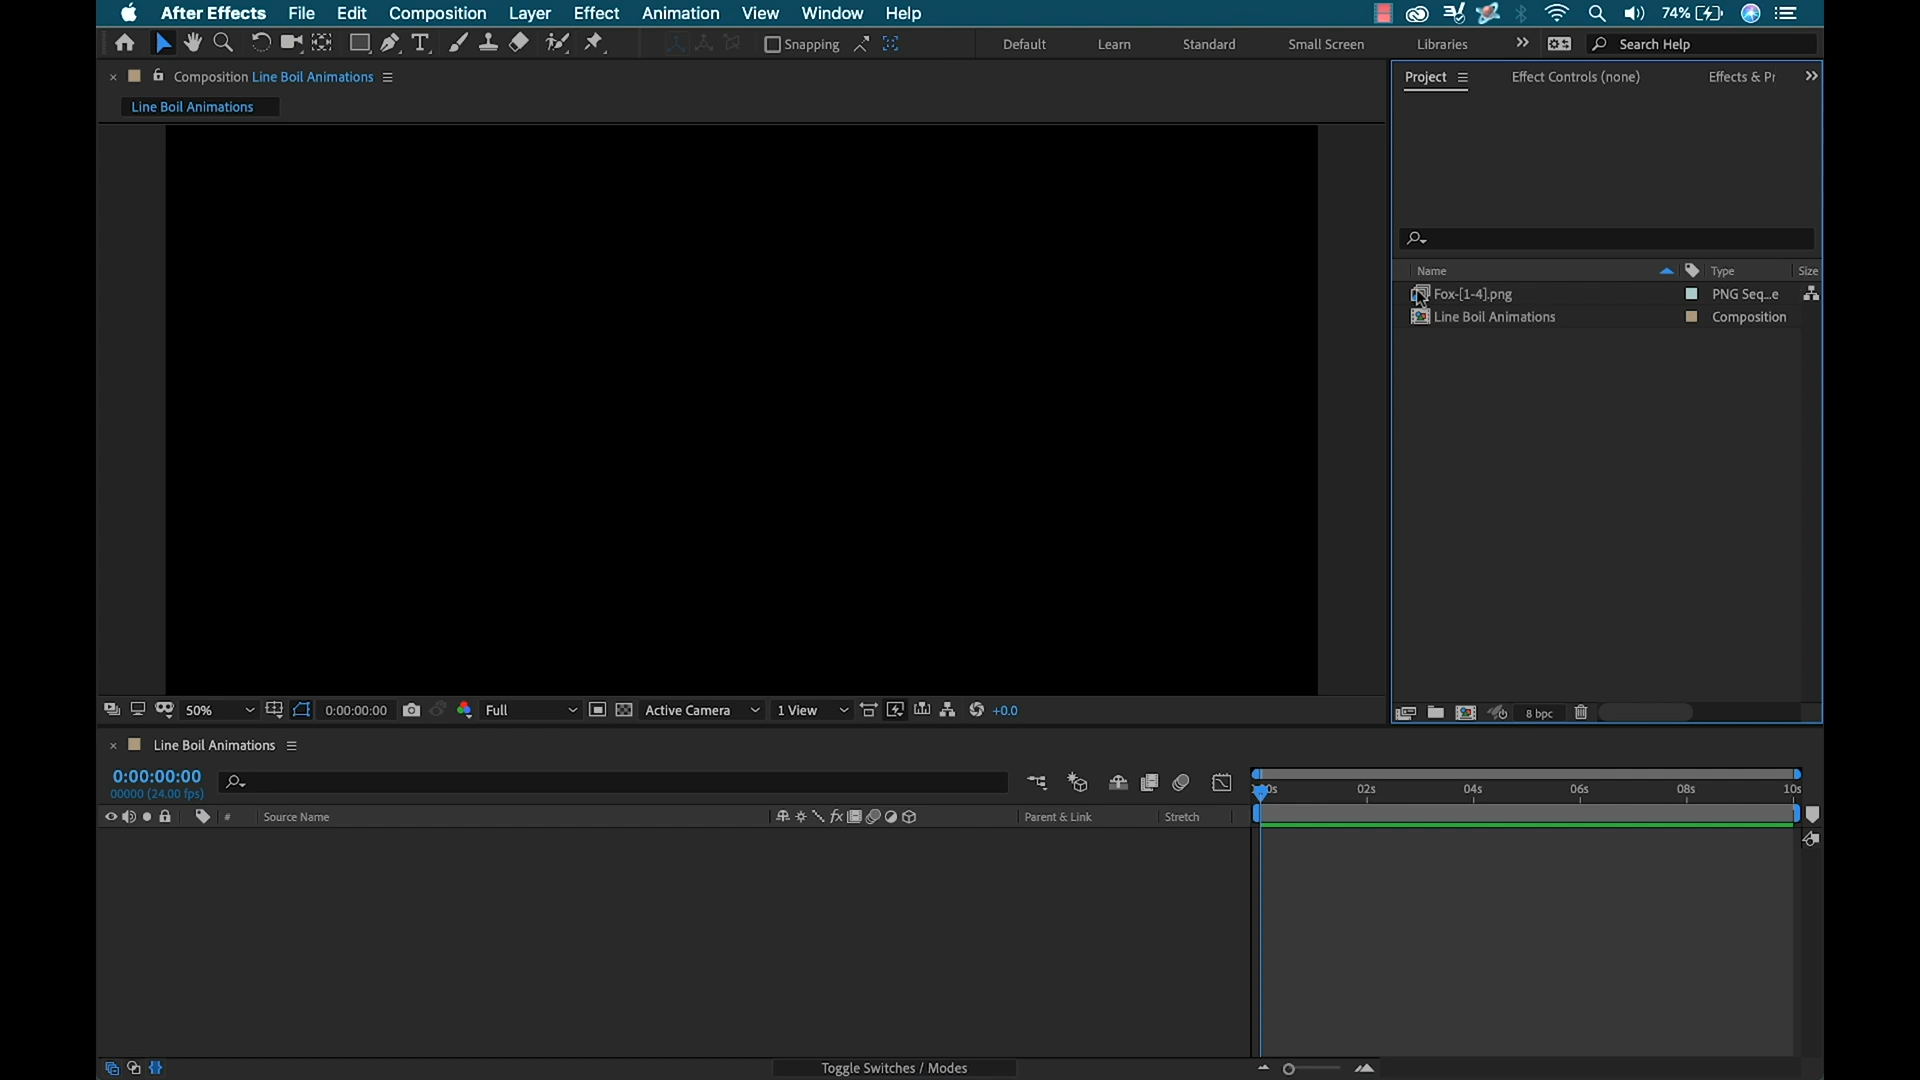 After Effects File Edit Composition Layer Effect Animation View Window Help 74%
Snapping Default Learn Standard Small Screen Libraries Search Help
Composition Line Boil Animations
Line Boil Animations
Project Effect Controls (none) Effects & Pr
Name Type Size
Fox-[1-4].png PNG Seq...e
Line Boil Animations Composition
50% 0:00:00:00 Full Active Camera 1 View +0.0
8 bpc
Line Boil Animations
0:00:00:00
00000 (24.00 fps)
0s 02s 04s 06s 08s 10s
# Source Name fx Parent & Link Stretch
Toggle Switches / Modes